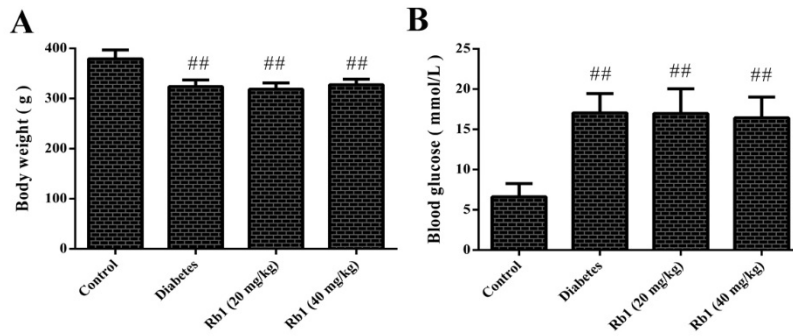 A
Body weight ( g )
400
300
200
100
0
##
##
##
Control
Diabetes
Rb1 (20 mg/kg)
Rb1 (40 mg/kg)
B
Blood glucose ( mmol/L )
25
20
15
10
5
0
##
##
##
Control
Diabetes
Rb1 (20 mg/kg)
Rb1 (40 mg/kg)